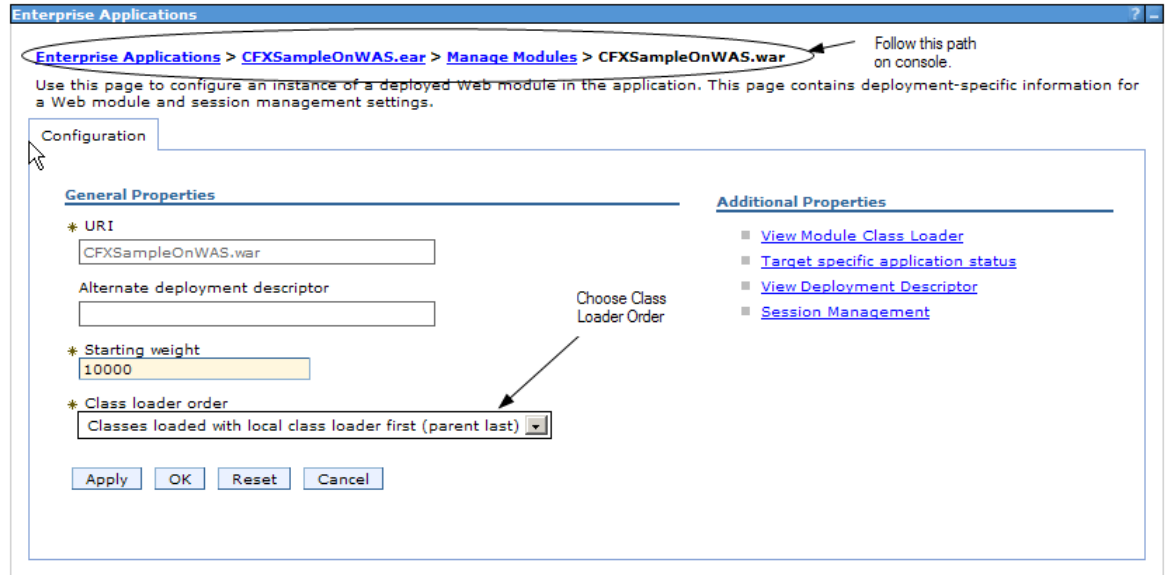 Enterprise Applications
? _
Enterprise Applications > CFXSampleOnWAS.ear > Manage Modules > CFXSampleOnWAS.war
Follow this path
on console.
Use this page to configure an instance of a deployed Web module in the application. This page contains deployment-specific information for
a Web module and session management settings.
Configuration
General Properties
* URI
CFXSampleOnWAS.war
Alternate deployment descriptor
* Starting weight
10000
* Class loader order
Classes loaded with local class loader first (parent last)
Choose Class
Loader Order
Apply OK Reset Cancel
Additional Properties
View Module Class Loader
Target specific application status
View Deployment Descriptor
Session Management